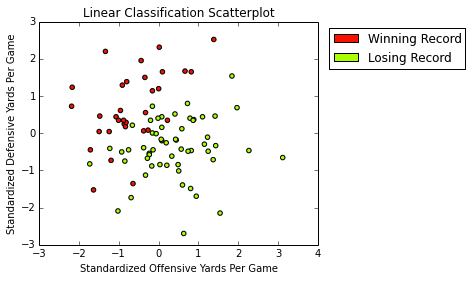 Linear Classification Scatterplot
Winning Record
Losing Record
Standardized Defensive Yards Per Game
3
2
1
0
−1
−2
−3
−3 −2 −1 0 1 2 3 4
Standardized Offensive Yards Per Game